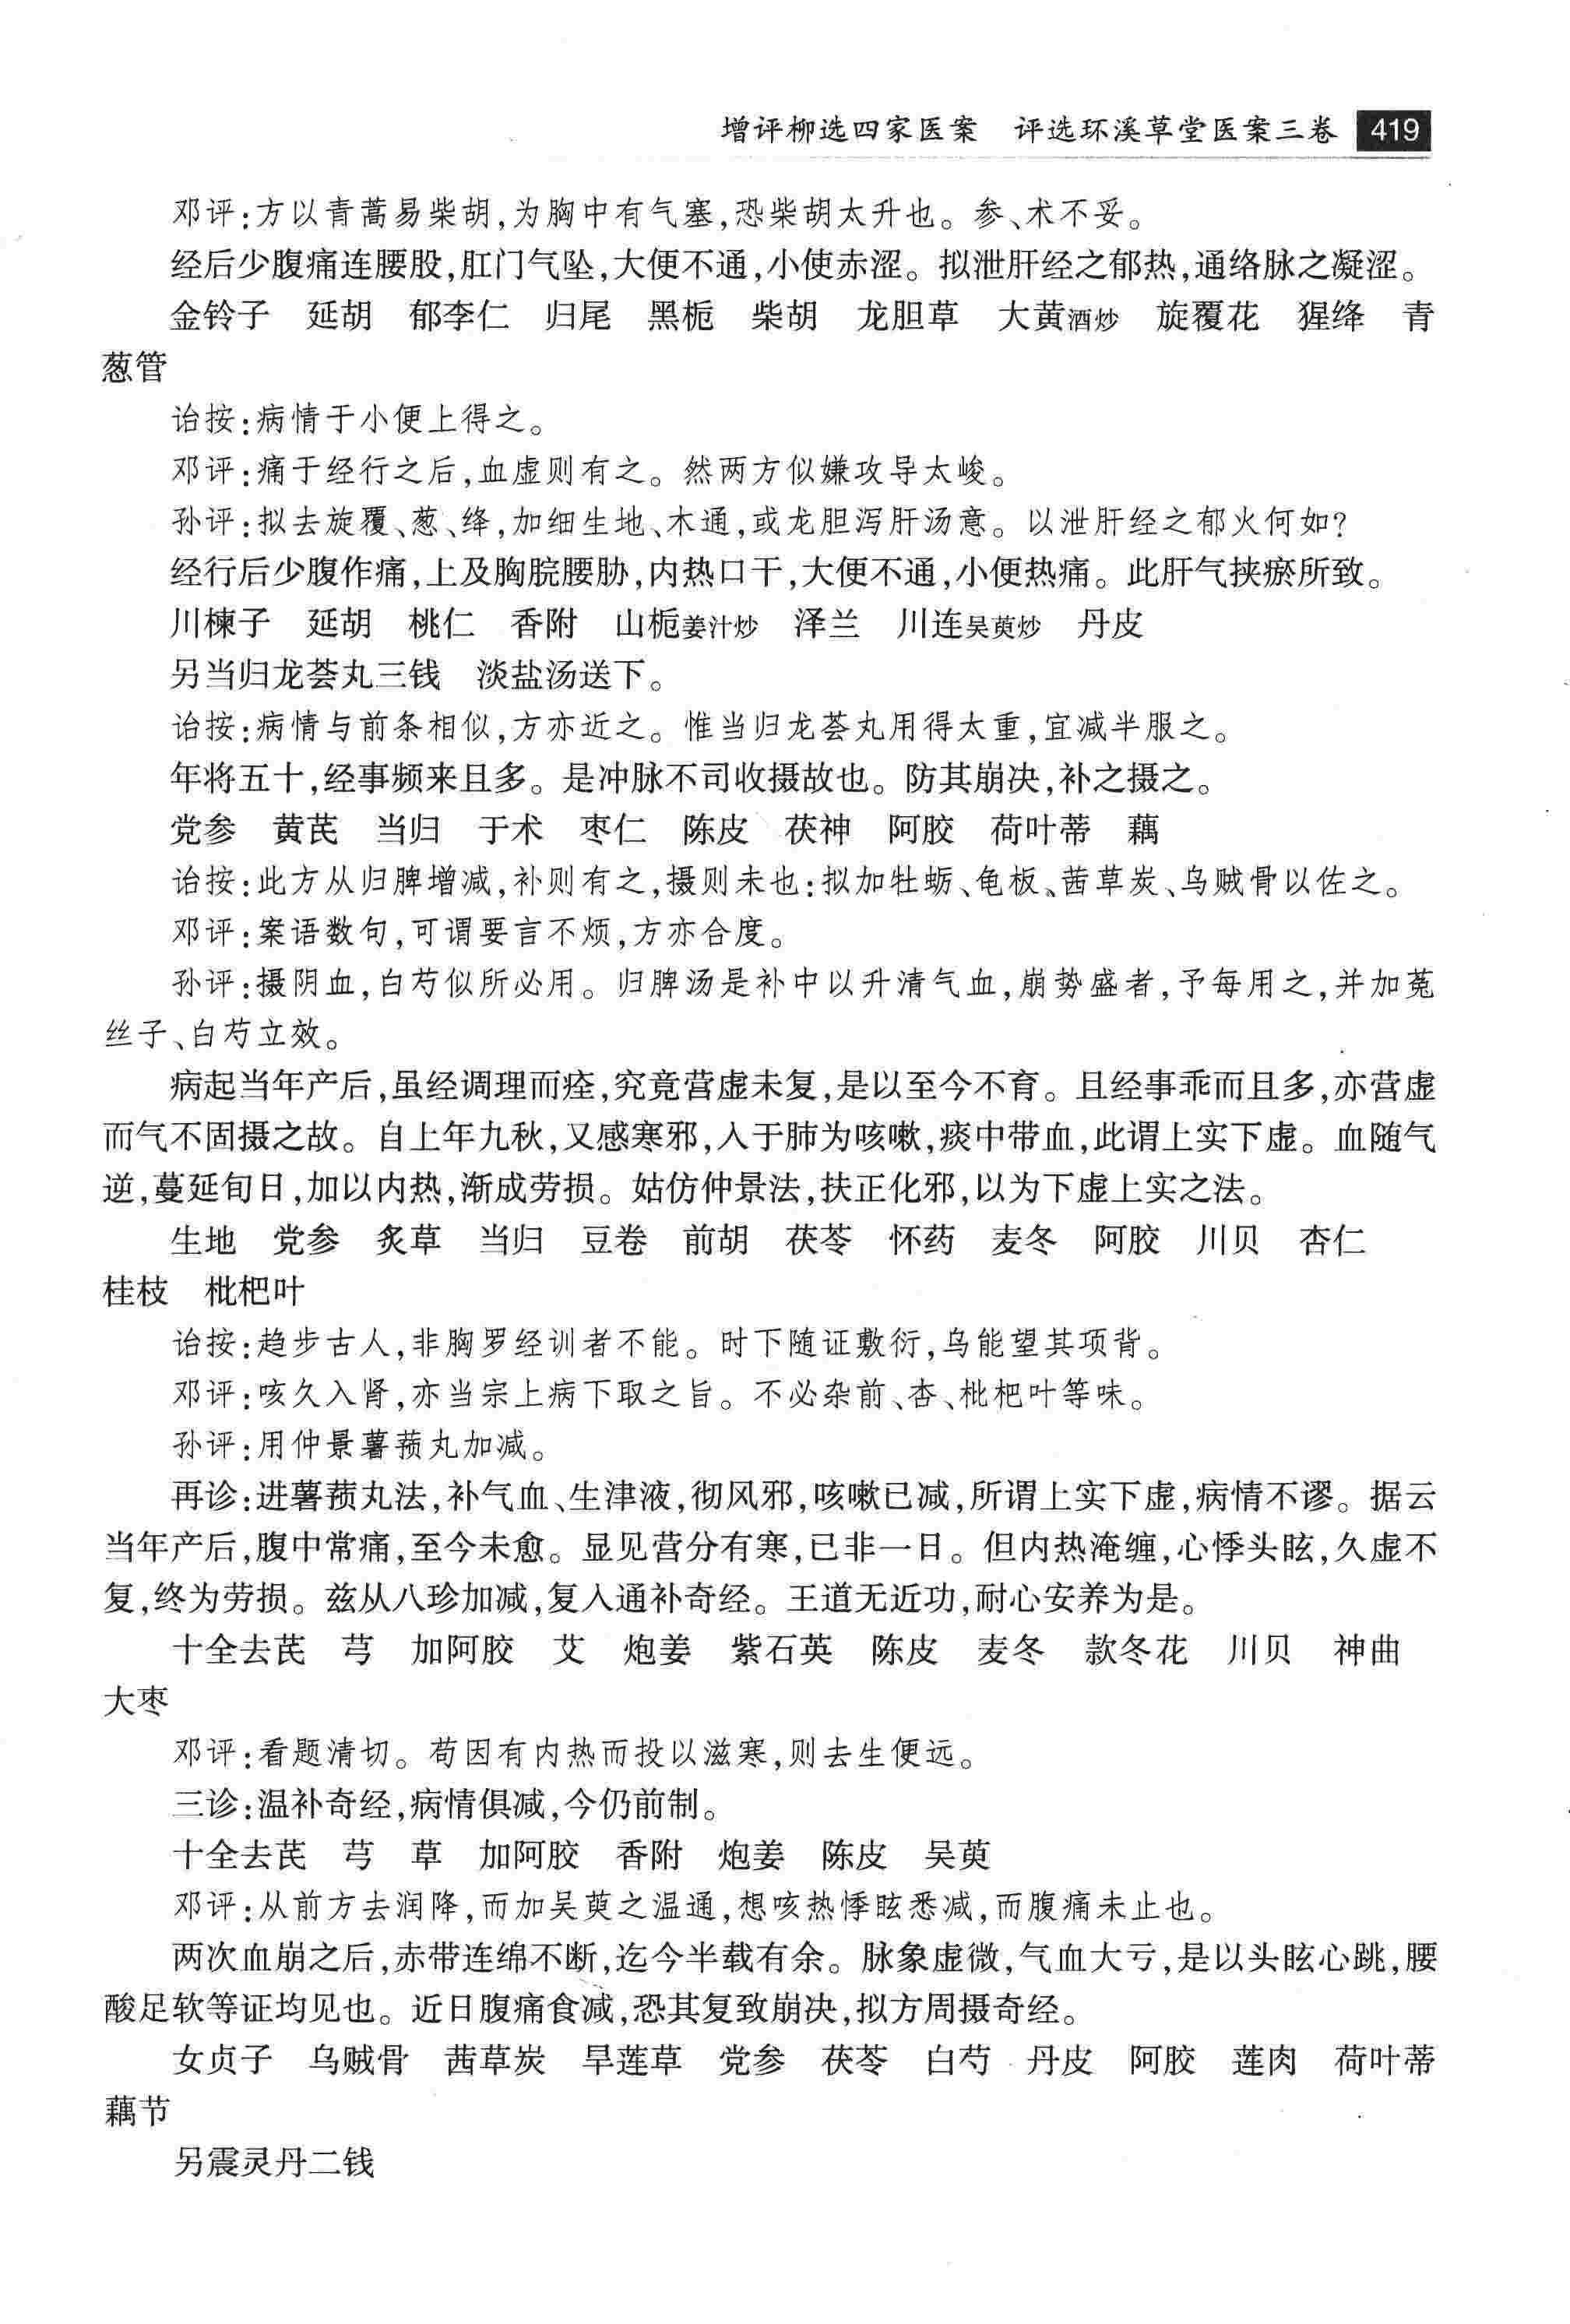 增评柳选四家医案　评选环溪草堂医案三卷 419
邓评:方以青蒿易柴胡,为胸中有气塞,恐柴胡太升也。参、术不妥。
经后少腹痛连腰股,肛门气坠,大便不通,小使赤涩。拟泄肝经之郁热,通络脉之凝涩。
金铃子　延胡　郁李仁　归尾　黑栀　柴胡　龙胆草　大黄酒炒　旋覆花　猩绛　青
葱管
诒按:病情于小便上得之。
邓评:痛于经行之后,血虚则有之。然两方似嫌攻导太峻。
孙评:拟去旋覆、葱、绛,加细生地、木通,或龙胆泻肝汤意。以泄肝经之郁火何如?
经行后少腹作痛,上及胸脘腰胁,内热口干,大便不通,小便热痛。此肝气挟瘀所致。
川楝子　延胡　桃仁　香附　山栀姜汁炒　泽兰　川连吴萸炒　丹皮
另当归龙荟丸三钱　淡盐汤送下。
诒按:病情与前条相似,方亦近之。惟当归龙荟丸用得太重,宜减半服之。
年将五十,经事频来且多。是冲脉不司收摄故也。防其崩决,补之摄之。
党参　黄芪　当归　于术　枣仁　陈皮　茯神　阿胶　荷叶蒂　藕
诒按:此方从归脾增减,补则有之,摄则未也:拟加牡蛎、龟板、茜草炭、乌贼骨以佐之。
邓评:案语数句,可谓要言不烦,方亦合度。
孙评:摄阴血,白芍似所必用。归脾汤是补中以升清气血,崩势盛者,予每用之,并加菟
丝子、白芍立效。
病起当年产后,虽经调理而痊,究竟营虚未复,是以至今不育。且经事乖而且多,亦营虚
而气不固摄之故。自上年九秋,又感寒邪,入于肺为咳嗽,痰中带血,此谓上实下虚。血随气
逆,蔓延旬日,加以内热,渐成劳损。姑仿仲景法,扶正化邪,以为下虚上实之法。
生地　党参　炙草　当归　豆卷　前胡　茯苓　怀药　麦冬　阿胶　川贝　杏仁
桂枝　枇杷叶
诒按:趋步古人,非胸罗经训者不能。时下随证敷衍,乌能望其项背。
邓评:咳久入肾,亦当宗上病下取之旨。不必杂前、杏、枇杷叶等味。
孙评:用仲景薯蓣丸加减。
再诊:进薯蓣丸法,补气血、生津液,彻风邪,咳嗽已减,所谓上实下虚,病情不谬。据云
当年产后,腹中常痛,至今未愈。显见营分有寒,已非一日。但内热淹缠,心悸头眩,久虚不
复,终为劳损。兹从八珍加减,复入通补奇经。王道无近功,耐心安养为是。
十全去芪　芎　加阿胶　艾　炮姜　紫石英　陈皮　麦冬　款冬花　川贝　神曲
大枣
邓评:看题清切。苟因有内热而投以滋寒,则去生便远。
三诊:温补奇经,病情俱减,今仍前制。
十全去芪　芎　草　加阿胶　香附　炮姜　陈皮　吴萸
邓评:从前方去润降,而加吴萸之温通,想咳热悸眩悉减,而腹痛未止也。
两次血崩之后,赤带连绵不断,迄今半载有余。脉象虚微,气血大亏,是以头眩心跳,腰
酸足软等证均见也。近日腹痛食减,恐其复致崩决,拟方周摄奇经。
女贞子　乌贼骨　茜草炭　旱莲草　党参　茯苓　白芍　丹皮　阿胶　莲肉　荷叶蒂
藕节
另震灵丹二钱